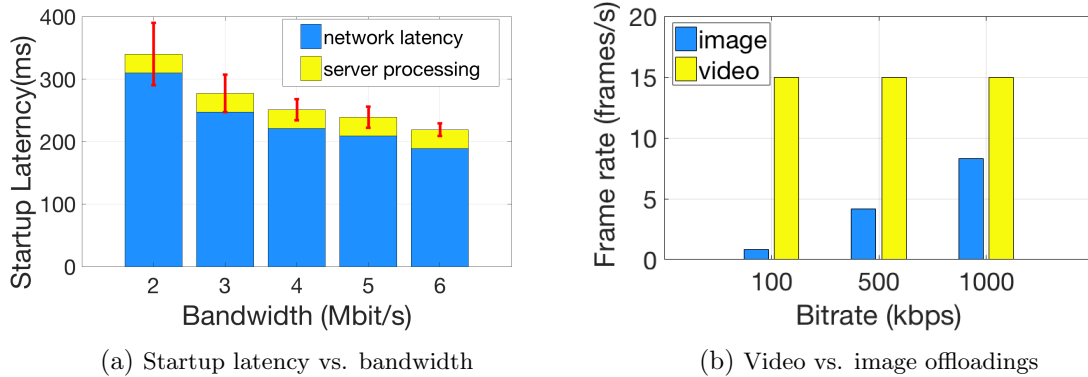 400
300
200
100
0
Startup Laterncy(ms)
network latency
server processing
2 3 4 5 6
Bandwidth (Mbit/s)
(a) Startup latency vs. bandwidth
20
15
10
5
0
Frame rate (frames/s)
image
video
100 500 1000
Bitrate (kbps)
(b) Video vs. image offloadings